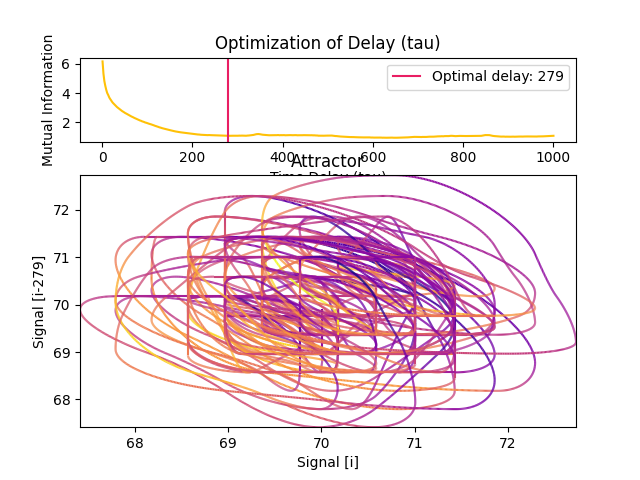 Optimization of Delay (tau)
Mutual Information
6
4
2
Optimal delay: 279
0 200 400 600 800 1000
Time Delay (tau)
Attractor
Signal [i-279]
72
71
70
69
68
68 69 70 71 72
Signal [i]